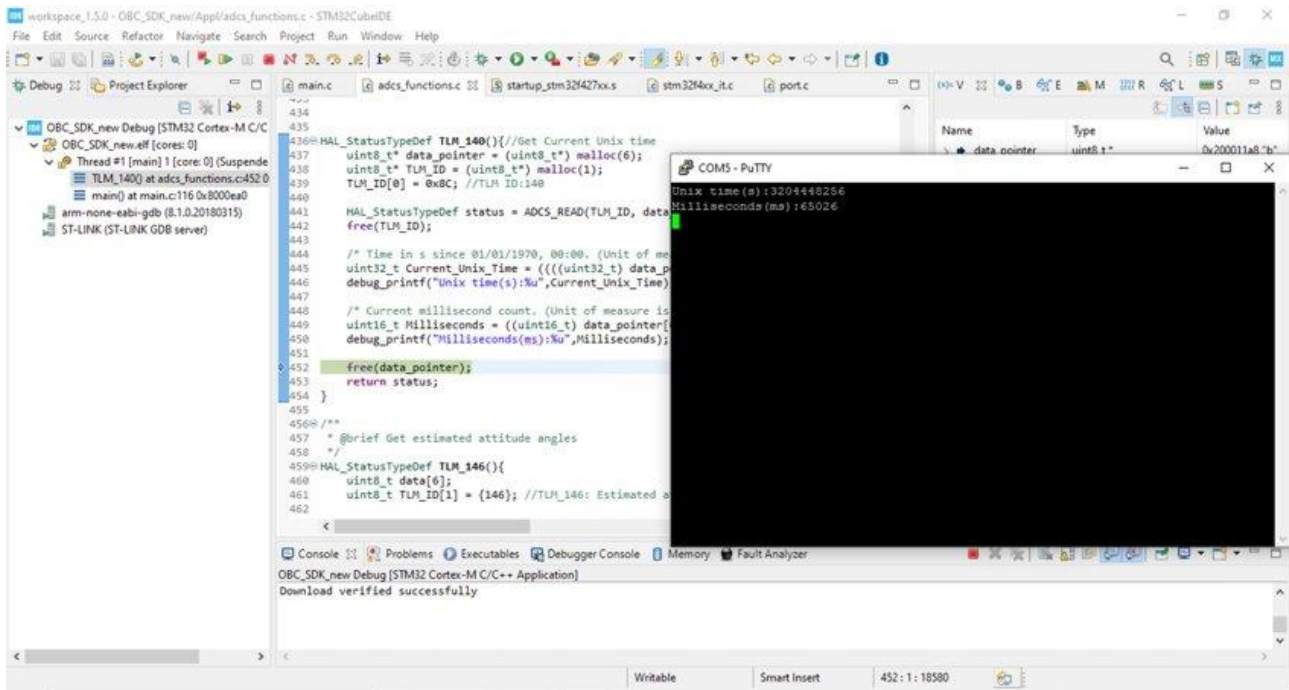 workspace_1.5.0 - OBC_SDK_new/Appl/adcs_functions.c - STM32CubeIDE
File Edit Source Refactor Navigate Search Project Run Window Help
Debug Project Explorer
OBC_SDK_new Debug [STM32 Cortex-M C/C
OBC_SDK_new.elf [cores: 0]
Thread #1 [main] 1 [core: 0] (Suspende
TLM_140() at adcs_functions.c:452 0
main() at main.c:116 0x8000ea0
arm-none-eabi-gdb (8.1.0.20180315)
ST-LINK (ST-LINK GDB server)
main.c adcs_functions.c startup_stm32f427xx.s stm32f4xx_it.c port.c
434
435
436 HAL_StatusTypeDef TLM_140(){//Get Current Unix time
437 uint8_t* data_pointer = (uint8_t*) malloc(6);
438 uint8_t* TLM_ID = (uint8_t*) malloc(1);
439 TLM_ID[0] = 0x8C; //TLM ID:140
440
441 HAL_StatusTypeDef status = ADCS_READ(TLM_ID, data
442 free(TLM_ID);
443
444 /* Time in s since 01/01/1970, 00:00. (Unit of me
445 uint32_t Current_Unix_Time = ((((uint32_t) data_p
446 debug_printf("Unix time(s):%u",Current_Unix_Time)
447
448 /* Current millisecond count. (Unit of measure is
449 uint16_t Milliseconds = ((uint16_t) data_pointer[
450 debug_printf("Milliseconds(ms):%u",Milliseconds);
451
452 free(data_pointer);
453 return status;
454 }
455
456 /**
457 * @brief Get estimated attitude angles
458 */
459 HAL_StatusTypeDef TLM_146(){
460 uint8_t data[6];
461 uint8_t TLM_ID[1] = {146}; //TLM_146: Estimated a
462
V B E M R L S
Name Type Value
data_pointer uint8_t * 0x200011a8 "b"
COM5 - PuTTY
Unix time(s):3204448256
Milliseconds(ms):65026
Console Problems Executables Debugger Console Memory Fault Analyzer
OBC_SDK_new Debug [STM32 Cortex-M C/C++ Application]
Download verified successfully
Writable Smart Insert 452 : 1 : 18580